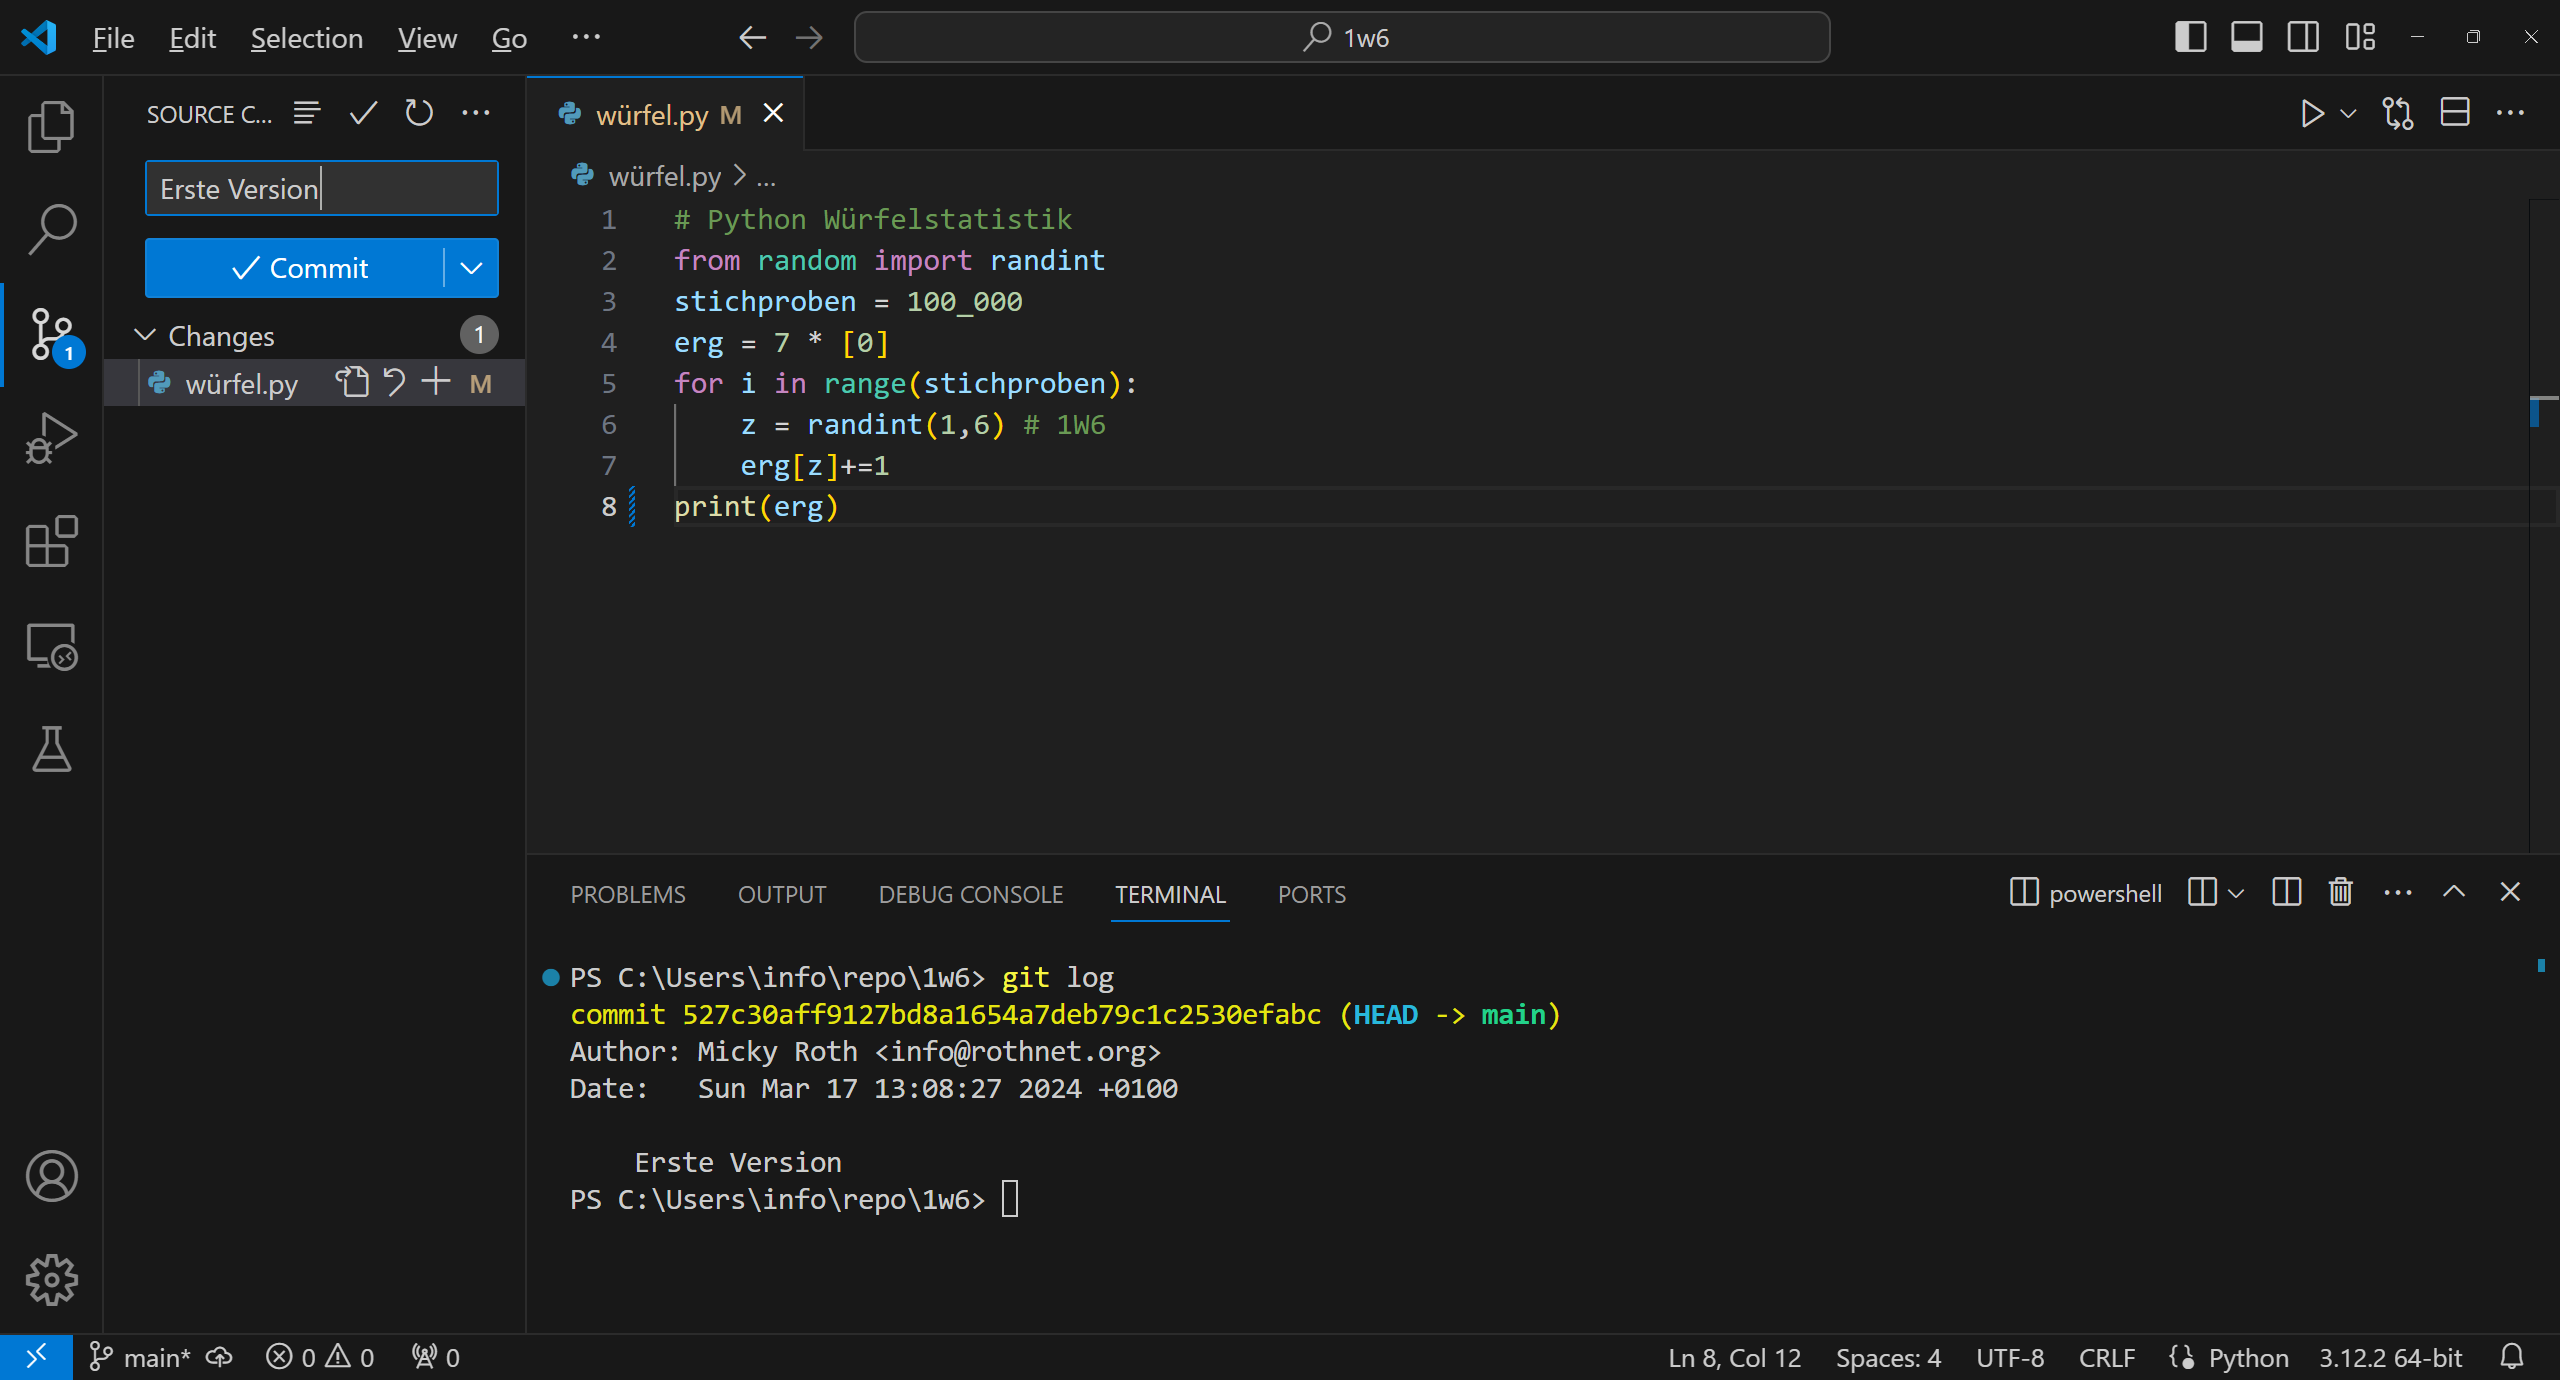 File Edit Selection View Go ···
1w6
SOURCE C...
Erste Version
Commit
Changes 1
würfel.py M
1
würfel.py M
würfel.py > ...
1 # Python Würfelstatistik
2 from random import randint
3 stichproben = 100_000
4 erg = 7 * [0]
5 for i in range(stichproben):
6     z = randint(1,6) # 1W6
7     erg[z]+=1
8 print(erg)
PROBLEMS OUTPUT DEBUG CONSOLE TERMINAL PORTS
powershell
PS C:\Users\info\repo\1w6> git log
commit 527c30aff9127bd8a1654a7deb79c1c2530efabc (HEAD -> main)
Author: Micky Roth <info@rothnet.org>
Date:   Sun Mar 17 13:08:27 2024 +0100
    Erste Version
PS C:\Users\info\repo\1w6>
main* 0 0 0
Ln 8, Col 12 Spaces: 4 UTF-8 CRLF Python 3.12.2 64-bit